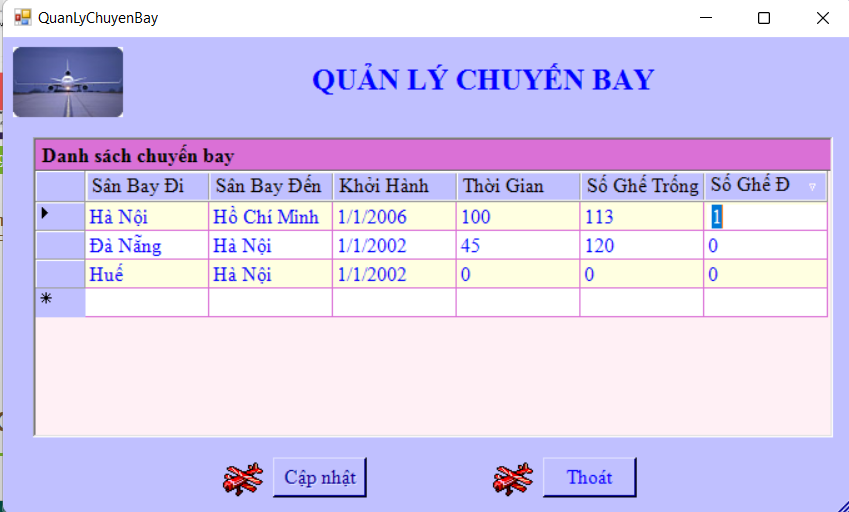 QuanLyChuyenBay
QUẢN LÝ CHUYẾN BAY
Danh sách chuyến bay
Sân Bay Đi Sân Bay Đến Khởi Hành Thời Gian Số Ghế Trống Số Ghế Đ
Hà Nội Hồ Chí Minh 1/1/2006 100 113 1
Đà Nẵng Hà Nội 1/1/2002 45 120 0
Huế Hà Nội 1/1/2002 0 0 0
Cập nhật Thoát